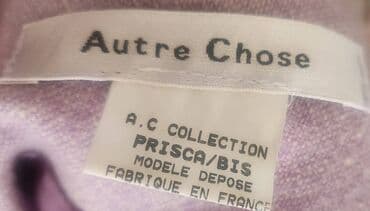 Autre Chose
A.C COLLECTION
PRISCA/BIS
MODELE DEPOSE
FABRIQUE EN FRANCE